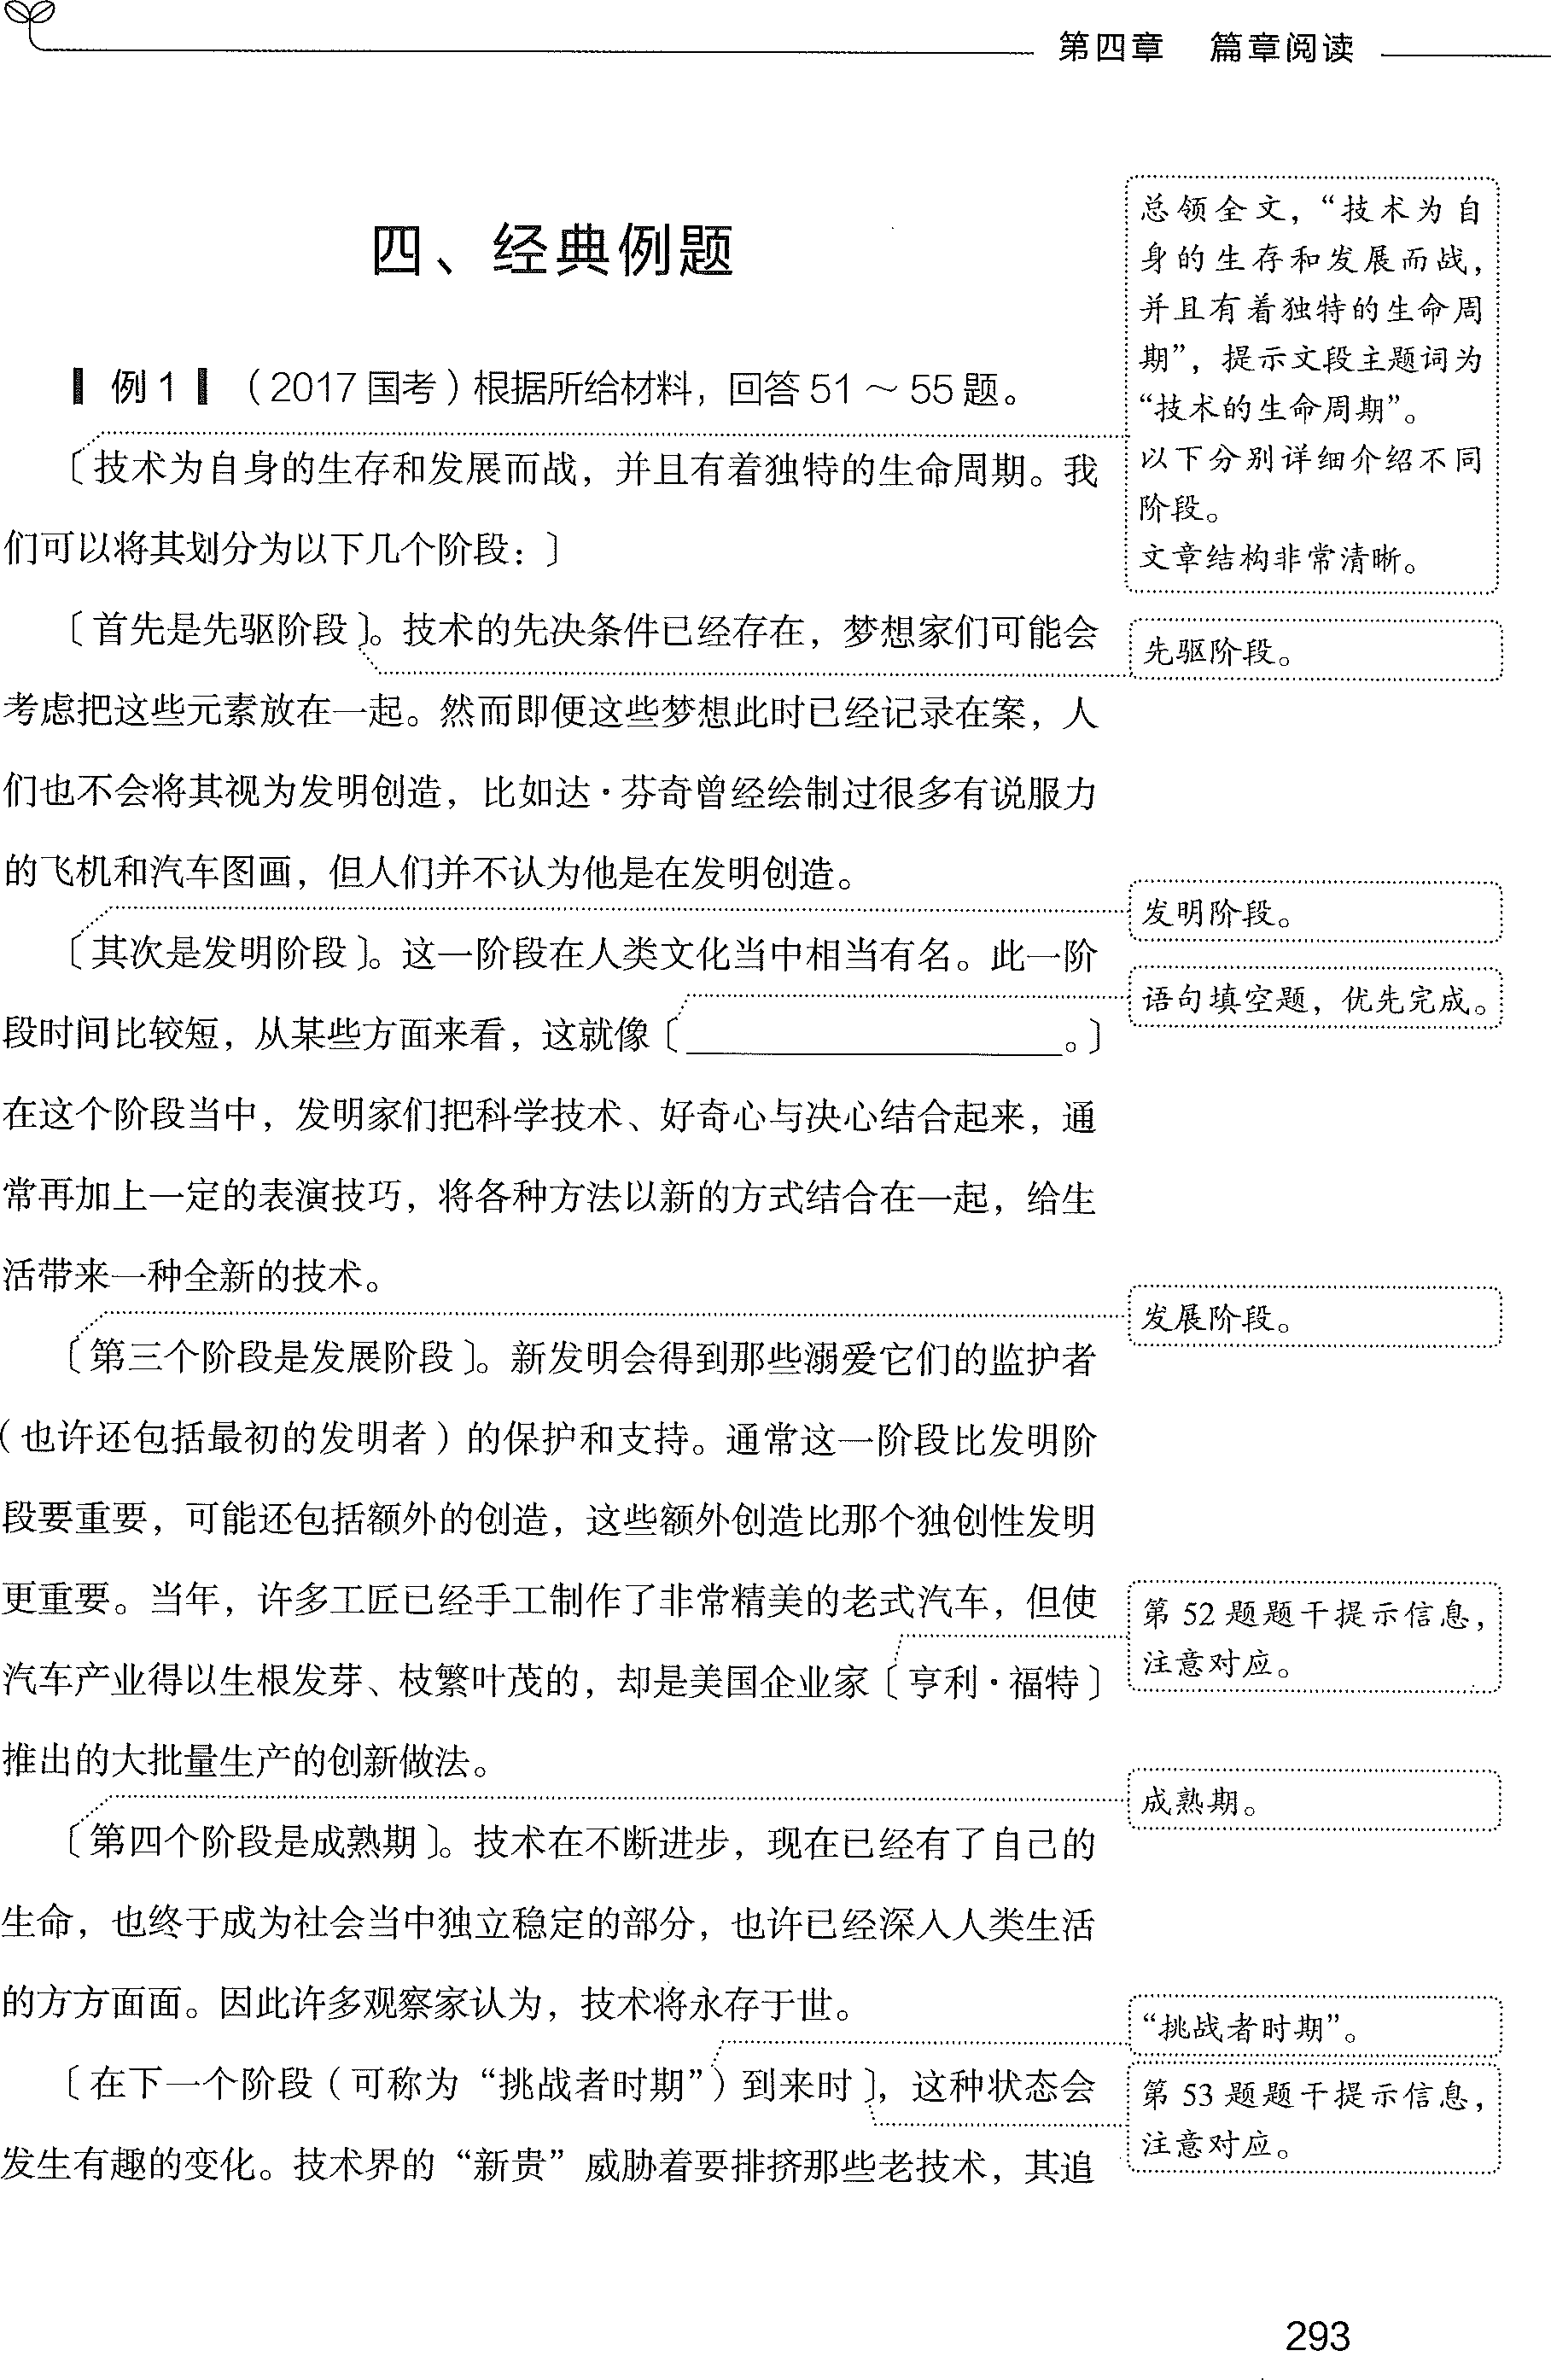 第四章 篇章阅读
四、经典例题
例1 （2017国考）根据所给材料，回答51～55题。
〔技术为自身的生存和发展而战，并且有着独特的生命周期。我
们可以将其划分为以下几个阶段：〕
〔首先是先驱阶段〕。技术的先决条件已经存在，梦想家们可能会
考虑把这些元素放在一起。然而即便这些梦想此时已经记录在案，人
们也不会将其视为发明创造，比如达·芬奇曾经绘制过很多有说服力
的飞机和汽车图画，但人们并不认为他是在发明创造。
〔其次是发明阶段〕。这一阶段在人类文化当中相当有名。此一阶
段时间比较短，从某些方面来看，这就像〔____________________。〕
在这个阶段当中，发明家们把科学技术、好奇心与决心结合起来，通
常再加上一定的表演技巧，将各种方法以新的方式结合在一起，给生
活带来一种全新的技术。
〔第三个阶段是发展阶段〕。新发明会得到那些溺爱它们的监护者
（也许还包括最初的发明者）的保护和支持。通常这一阶段比发明阶
段要重要，可能还包括额外的创造，这些额外创造比那个独创性发明
更重要。当年，许多工匠已经手工制作了非常精美的老式汽车，但使
汽车产业得以生根发芽、枝繁叶茂的，却是美国企业家〔亨利·福特〕
推出的大批量生产的创新做法。
〔第四个阶段是成熟期〕。技术在不断进步，现在已经有了自己的
生命，也终于成为社会当中独立稳定的部分，也许已经深入人类生活
的方方面面。因此许多观察家认为，技术将永存于世。
〔在下一个阶段（可称为“挑战者时期”）到来时〕，这种状态会
发生有趣的变化。技术界的“新贵”威胁着要排挤那些老技术，其追
总领全文，“技术为自
身的生存和发展而战，
并且有着独特的生命周
期”，提示文段主题词为
“技术的生命周期”。
以下分别详细介绍不同
阶段。
文章结构非常清晰。
先驱阶段。
发明阶段。
语句填空题，优先完成。
发展阶段。
第52题题干提示信息，
注意对应。
成熟期。
“挑战者时期”。
第53题题干提示信息，
注意对应。
293